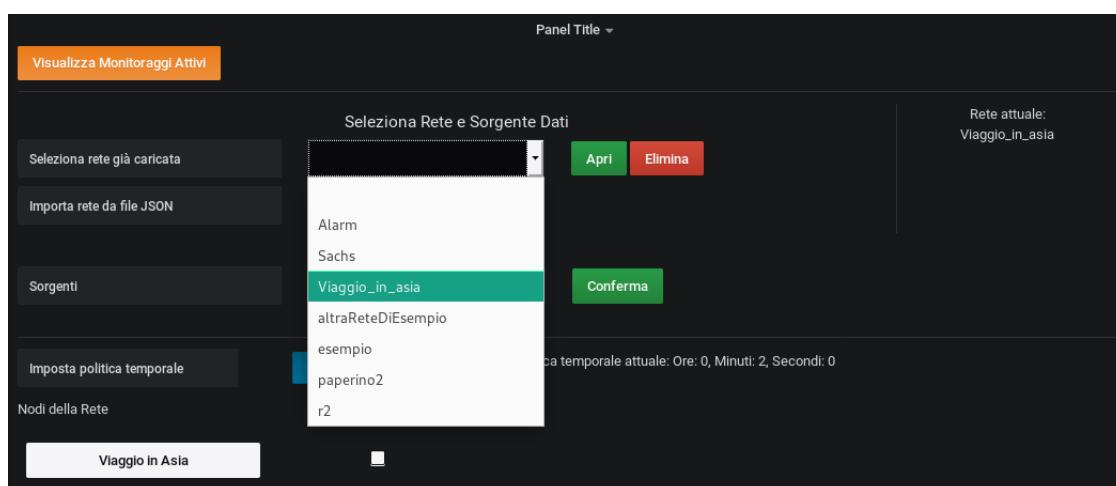 Panel Title
Visualizza Monitoraggi Attivi
Seleziona Rete e Sorgente Dati
Rete attuale:
Viaggio_in_asia
Seleziona rete già caricata
Apri
Elimina
Importa rete da file JSON
Alarm
Sachs
Viaggio_in_asia
altraReteDiEsempio
esempio
paperino2
r2
Sorgenti
Conferma
Imposta politica temporale
ca temporale attuale: Ore: 0, Minuti: 2, Secondi: 0
Nodi della Rete
Viaggio in Asia